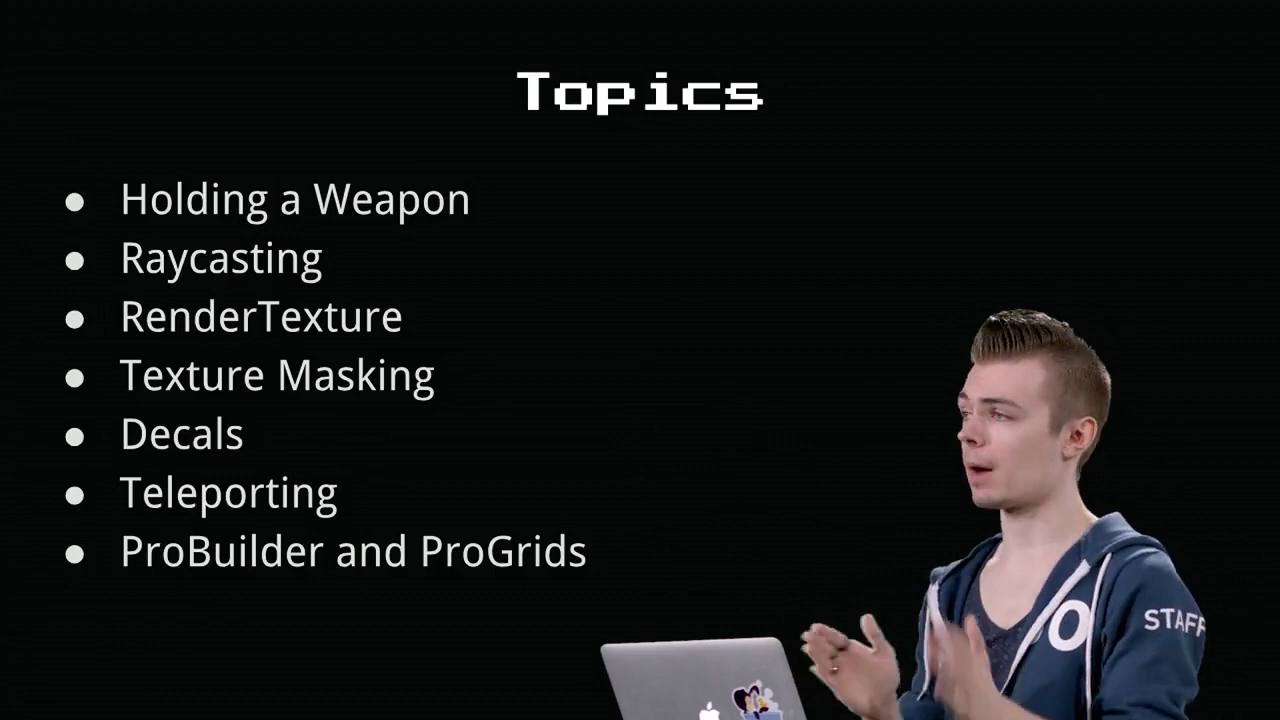 Topics
● Holding a Weapon
● Raycasting
● RenderTexture
● Texture Masking
● Decals
● Teleporting
● ProBuilder and ProGrids
O
STAFF